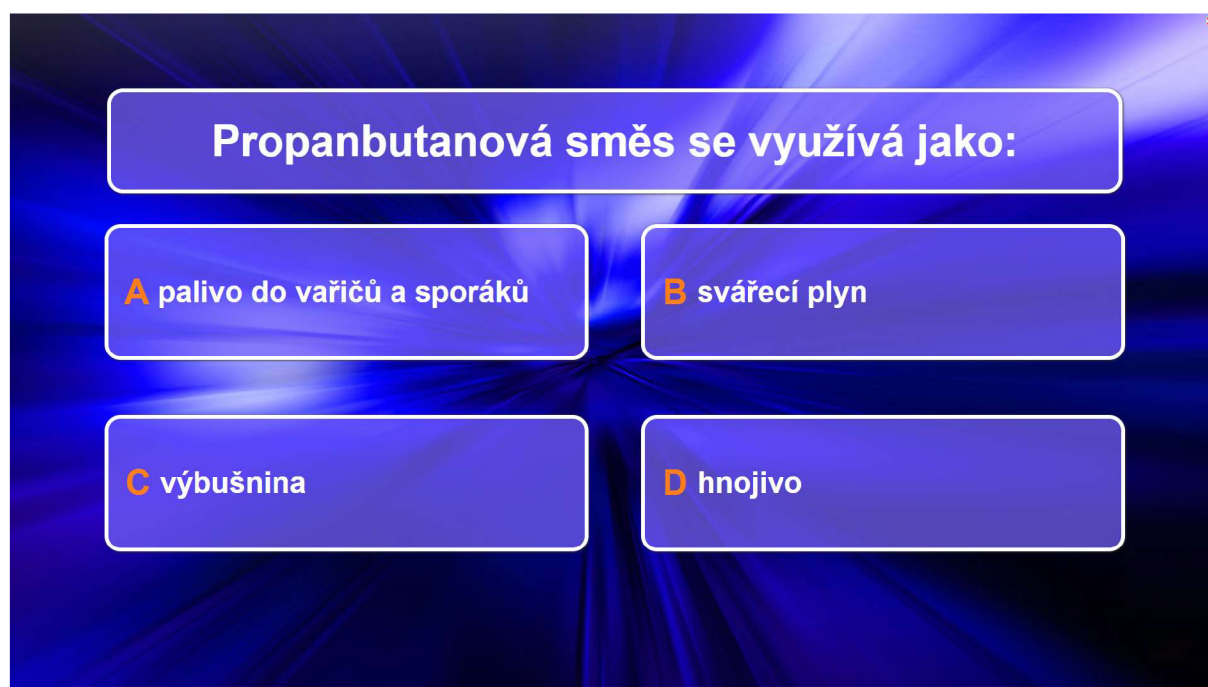 Propanbutanová směs se využívá jako:
A palivo do vařičů a sporáků
B svářecí plyn
C výbušnina
D hnojivo